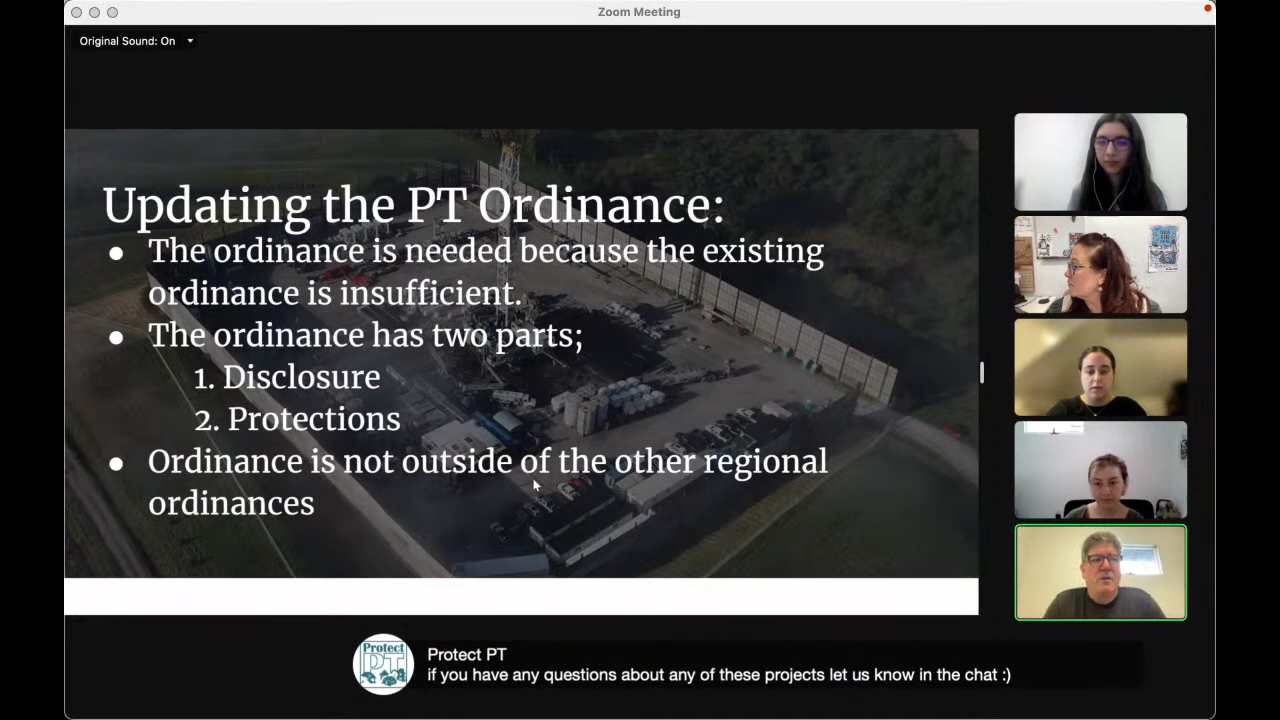 Zoom Meeting
Original Sound: On
Updating the PT Ordinance:
● The ordinance is needed because the existing
ordinance is insufficient.
● The ordinance has two parts;
1. Disclosure
2. Protections
● Ordinance is not outside of the other regional
ordinances
Protect
PT
Protect PT
if you have any questions about any of these projects let us know in the chat :)